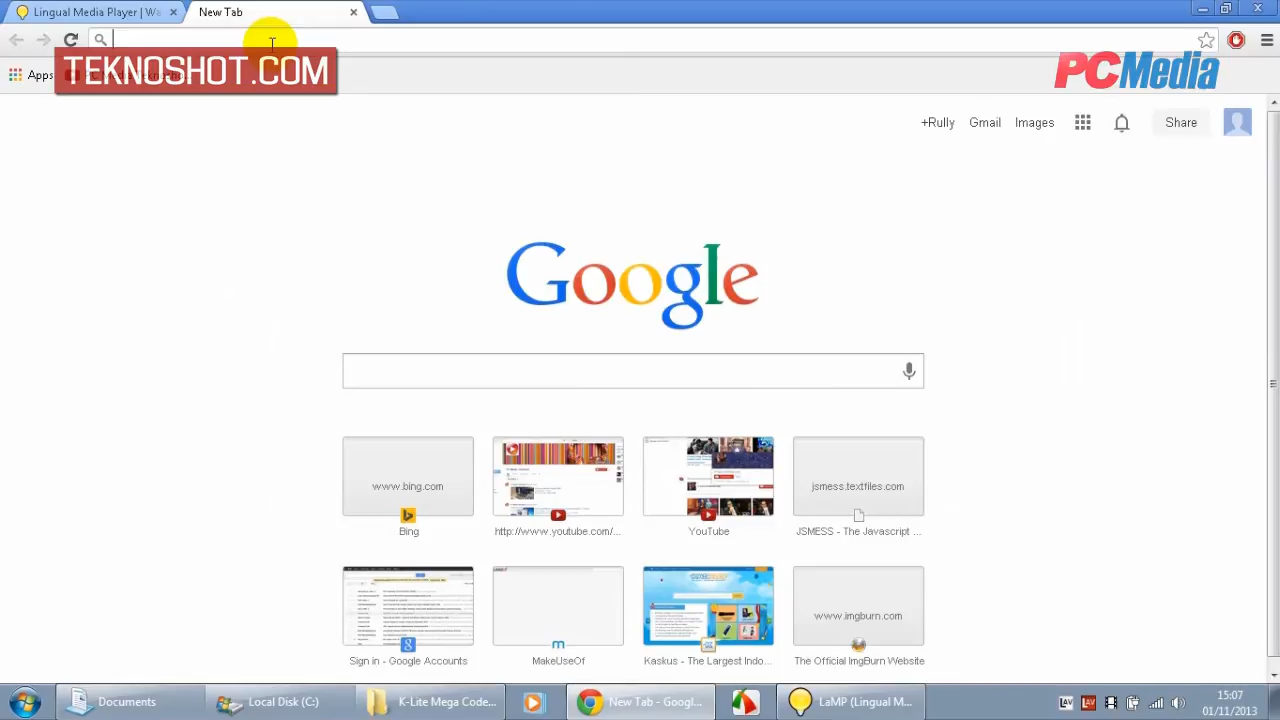 Lingual Media Player | Wa
New Tab
TEKNOSHOT.COM
Apps
PCMedia
+Rully
Gmail
Images
Share
Google
www.bing.com
jsmess.textfiles.com
Bing
http://www.youtube.com/...
YouTube
JSMESS - The Javascript ...
www.imgburn.com
Sign in - Google Accounts
MakeUseOf
Kaskus - The Largest Indo...
The Official ImgBurn Website
Documents
Local Disk (C:)
K-Lite Mega Code...
New Tab - Googl...
LaMP (Lingual M...
LAV
LAV
15:07
01/11/2013